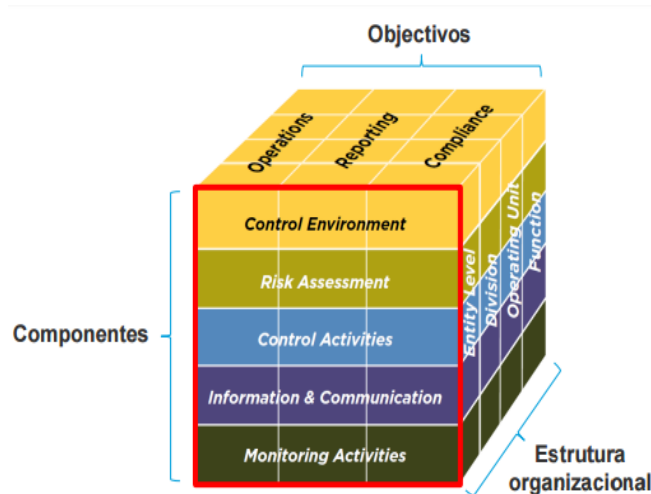 Objectivos
Operations
Reporting
Compliance
Control Environment
Risk Assessment
Control Activities
Information & Communication
Monitoring Activities
Entity Level
Division
Operating Unit
Function
Componentes
Estrutura
organizacional